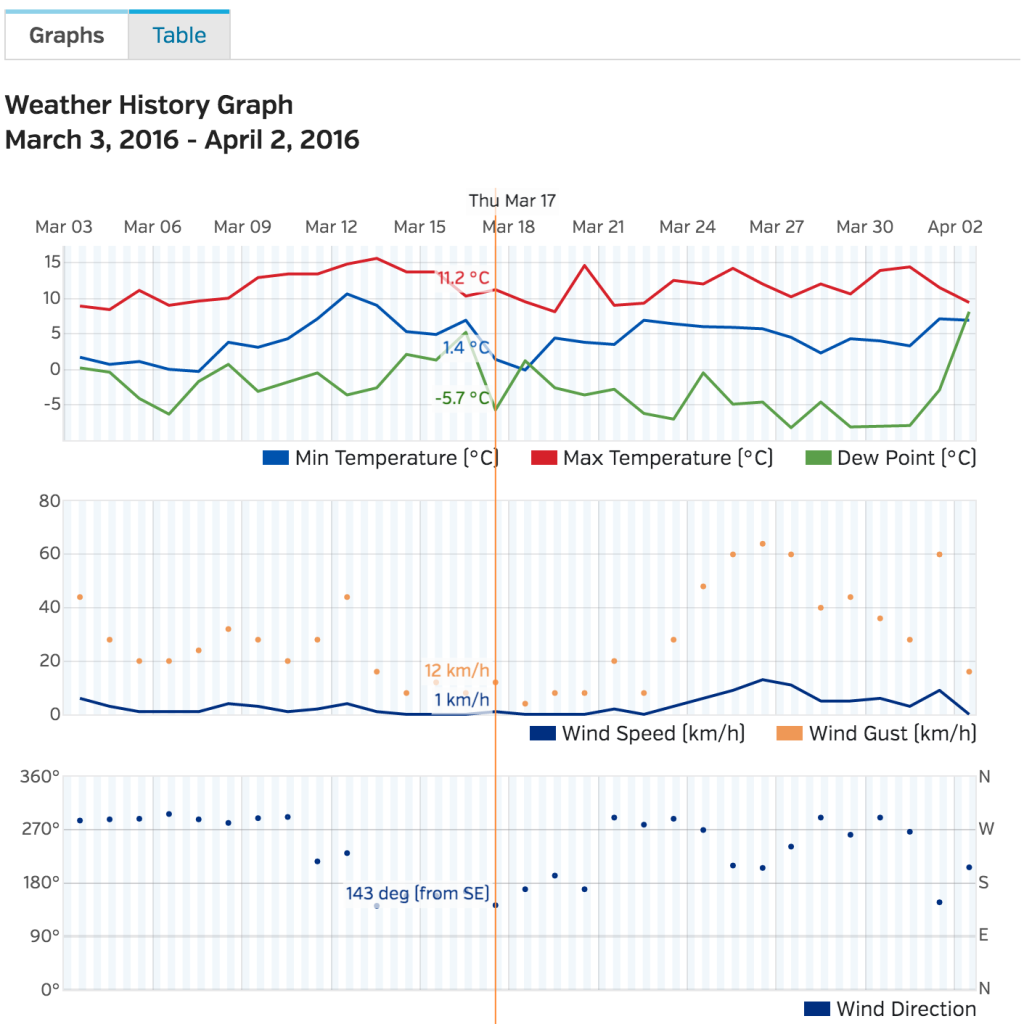 Graphs Table
Weather History Graph
March 3, 2016 - April 2, 2016
Thu Mar 17
Mar 03 Mar 06 Mar 09 Mar 12 Mar 15 Mar 18 Mar 21 Mar 24 Mar 27 Mar 30 Apr 02
15
11.2 °C
10
5
1.4 °C
0
-5.7 °C
-5
Min Temperature (°C) Max Temperature (°C) Dew Point (°C)
80
60
40
20
12 km/h
1 km/h
0
Wind Speed (km/h) Wind Gust (km/h)
360° N
270° W
180° S
143 deg (from SE)
90° E
0° N
Wind Direction